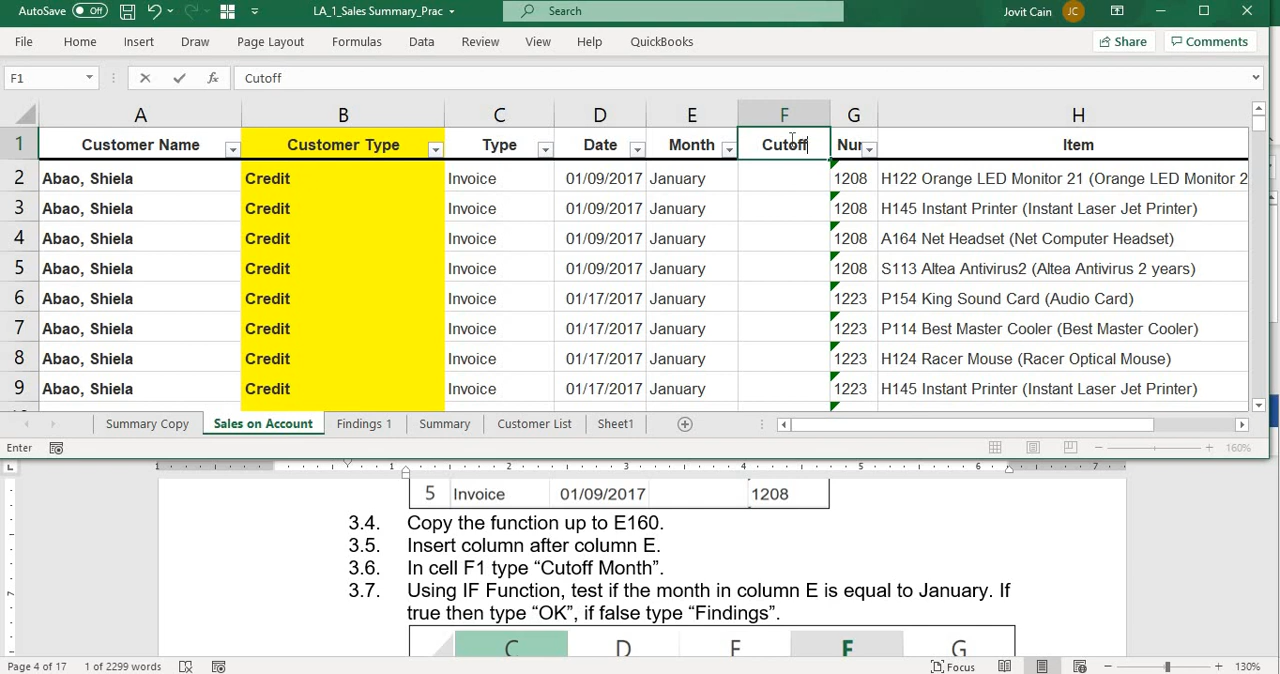 AutoSave Off LA_1_Sales Summary_Prac Search Jovit Cain JC
File Home Insert Draw Page Layout Formulas Data Review View Help QuickBooks Share Comments
F1 fx Cutoff
A B C D E F G H
1 Customer Name Customer Type Type Date Month Cutoff Nur Item
2 Abao, Shiela Credit Invoice 01/09/2017 January 1208 H122 Orange LED Monitor 21 (Orange LED Monitor 2
3 Abao, Shiela Credit Invoice 01/09/2017 January 1208 H145 Instant Printer (Instant Laser Jet Printer)
4 Abao, Shiela Credit Invoice 01/09/2017 January 1208 A164 Net Headset (Net Computer Headset)
5 Abao, Shiela Credit Invoice 01/09/2017 January 1208 S113 Altea Antivirus2 (Altea Antivirus 2 years)
6 Abao, Shiela Credit Invoice 01/17/2017 January 1223 P154 King Sound Card (Audio Card)
7 Abao, Shiela Credit Invoice 01/17/2017 January 1223 P114 Best Master Cooler (Best Master Cooler)
8 Abao, Shiela Credit Invoice 01/17/2017 January 1223 H124 Racer Mouse (Racer Optical Mouse)
9 Abao, Shiela Credit Invoice 01/17/2017 January 1223 H145 Instant Printer (Instant Laser Jet Printer)
Summary Copy Sales on Account Findings 1 Summary Customer List Sheet1
Enter 160%
1 1 2 3 4 5 6 7
5 Invoice 01/09/2017 1208
3.4. Copy the function up to E160.
3.5. Insert column after column E.
3.6. In cell F1 type “Cutoff Month”.
3.7. Using IF Function, test if the month in column E is equal to January. If
true then type “OK”, if false type “Findings”.
C D E F G
Page 4 of 17 1 of 2299 words Focus 130%